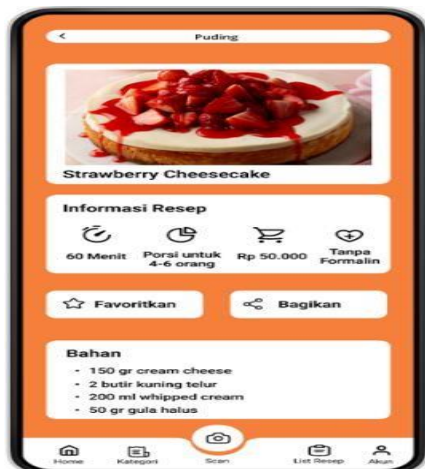 Puding
Strawberry Cheesecake
Informasi Resep
60 Menit
Porsi untuk
4-6 orang
Rp 50.000
Tanpa
Formalin
Favoritkan
Bagikan
Bahan
- 150 gr cream cheese
- 2 butir kuning telur
- 200 ml whipped cream
- 50 gr gula halus
Home
Kategori
Scan
List Resep
Akun